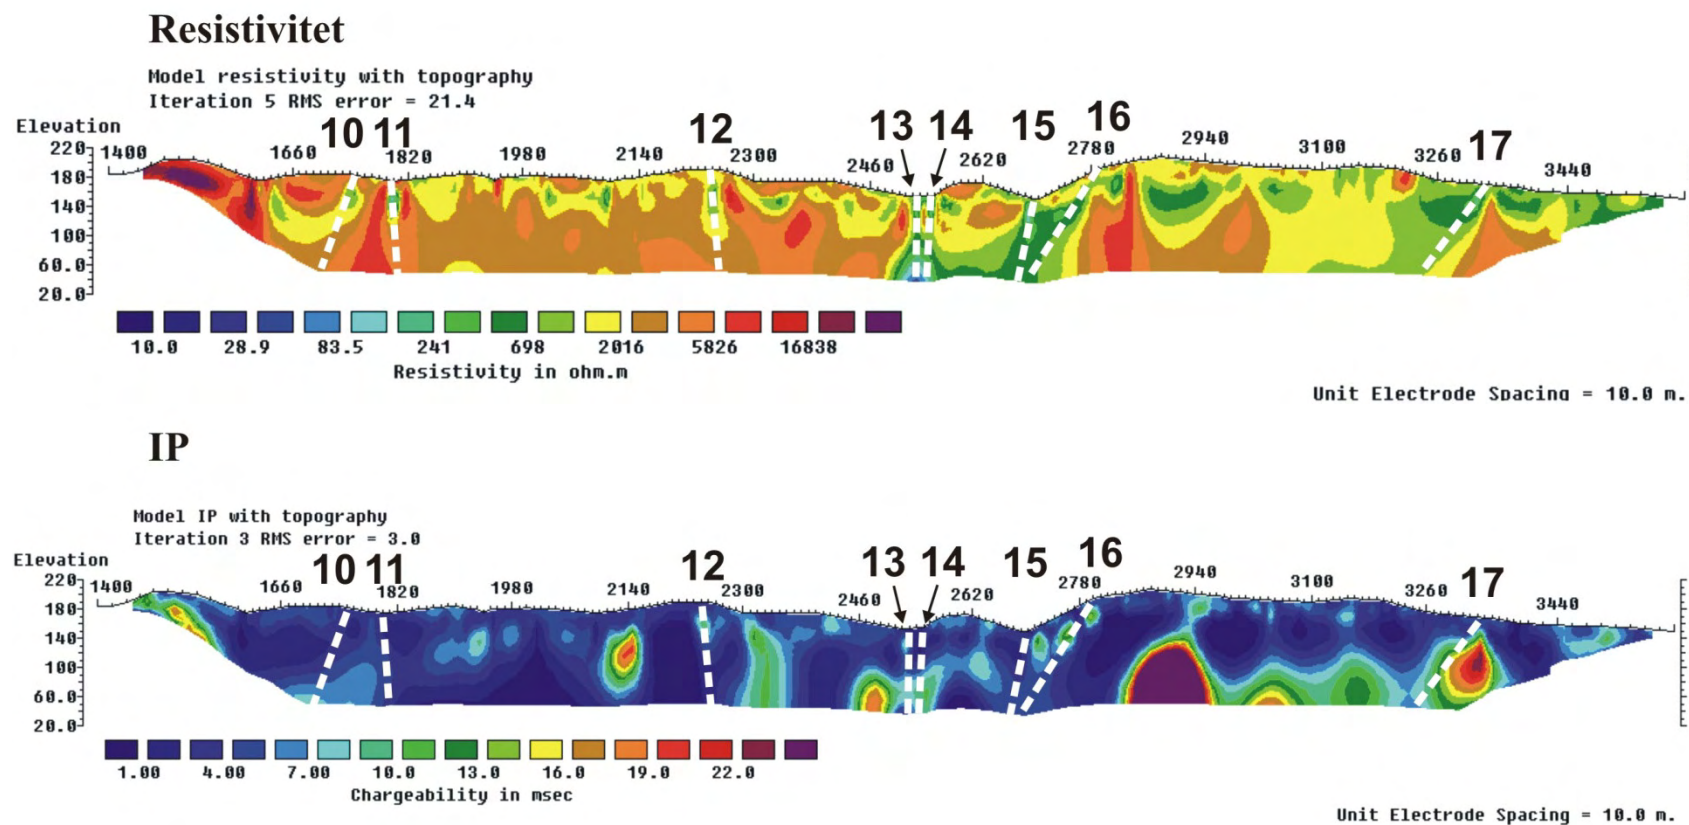 Resistivitet
Model resistivity with topography
Iteration 5 RMS error = 21.4
Elevation
10 11 12 13 14 15 16 17
1400 1660 1820 1980 2140 2300 2460 2620 2780 2940 3100 3260 3440
220
180
140
100
60.0
20.0
10.0 28.9 83.5 241 698 2016 5826 16838
Resistivity in ohm.m
Unit Electrode Spacing = 10.0 m.
IP
Model IP with topography
Iteration 3 RMS error = 3.0
Elevation
10 11 12 13 14 15 16 17
1400 1660 1820 1980 2140 2300 2460 2620 2780 2940 3100 3260 3440
220
180
140
100
60.0
20.0
1.00 4.00 7.00 10.0 13.0 16.0 19.0 22.0
Chargeability in msec
Unit Electrode Spacing = 10.0 m.